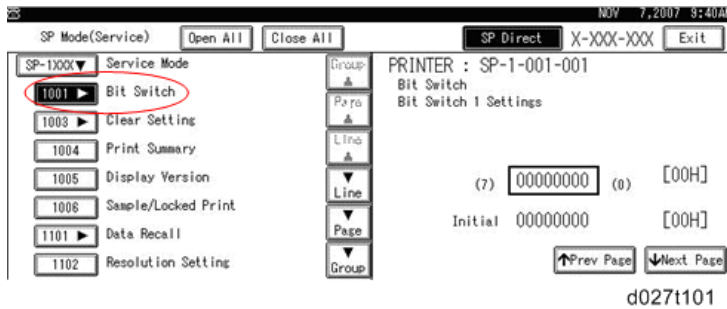 NOV 7,2007 9:40A
SP Mode(Service) Open All Close All SP Direct X-XXX-XXX Exit
SP-1XXX▼ Service Mode
1001 ▶ Bit Switch
1003 ▶ Clear Setting
1004 Print Summary
1005 Display Version
1006 Sample/Locked Print
1101 ▶ Data Recall
1102 Resolution Setting
Group
Page
Line
▼ Line
▼ Page
▼ Group
PRINTER : SP-1-001-001
Bit Switch
Bit Switch 1 Settings
(7) 00000000 (0) [00H]
Initial 00000000 [00H]
↑Prev Page ↓Next Page
d027t101